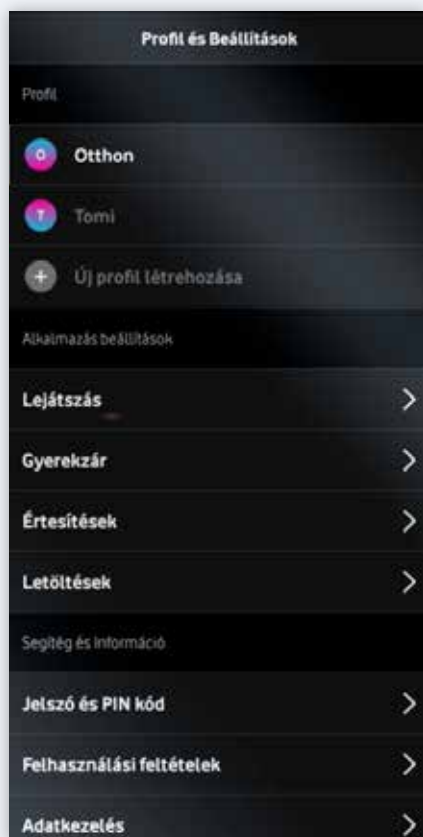 Profil és Beállítások
Profil
O Otthon
T Tomi
+ Új profil létrehozása
Alkalmazás beállítások
Lejátszás
Gyerekzár
Értesítések
Letöltések
Segítég és Információ
Jelszó és PIN kód
Felhasználási feltételek
Adatkezelés